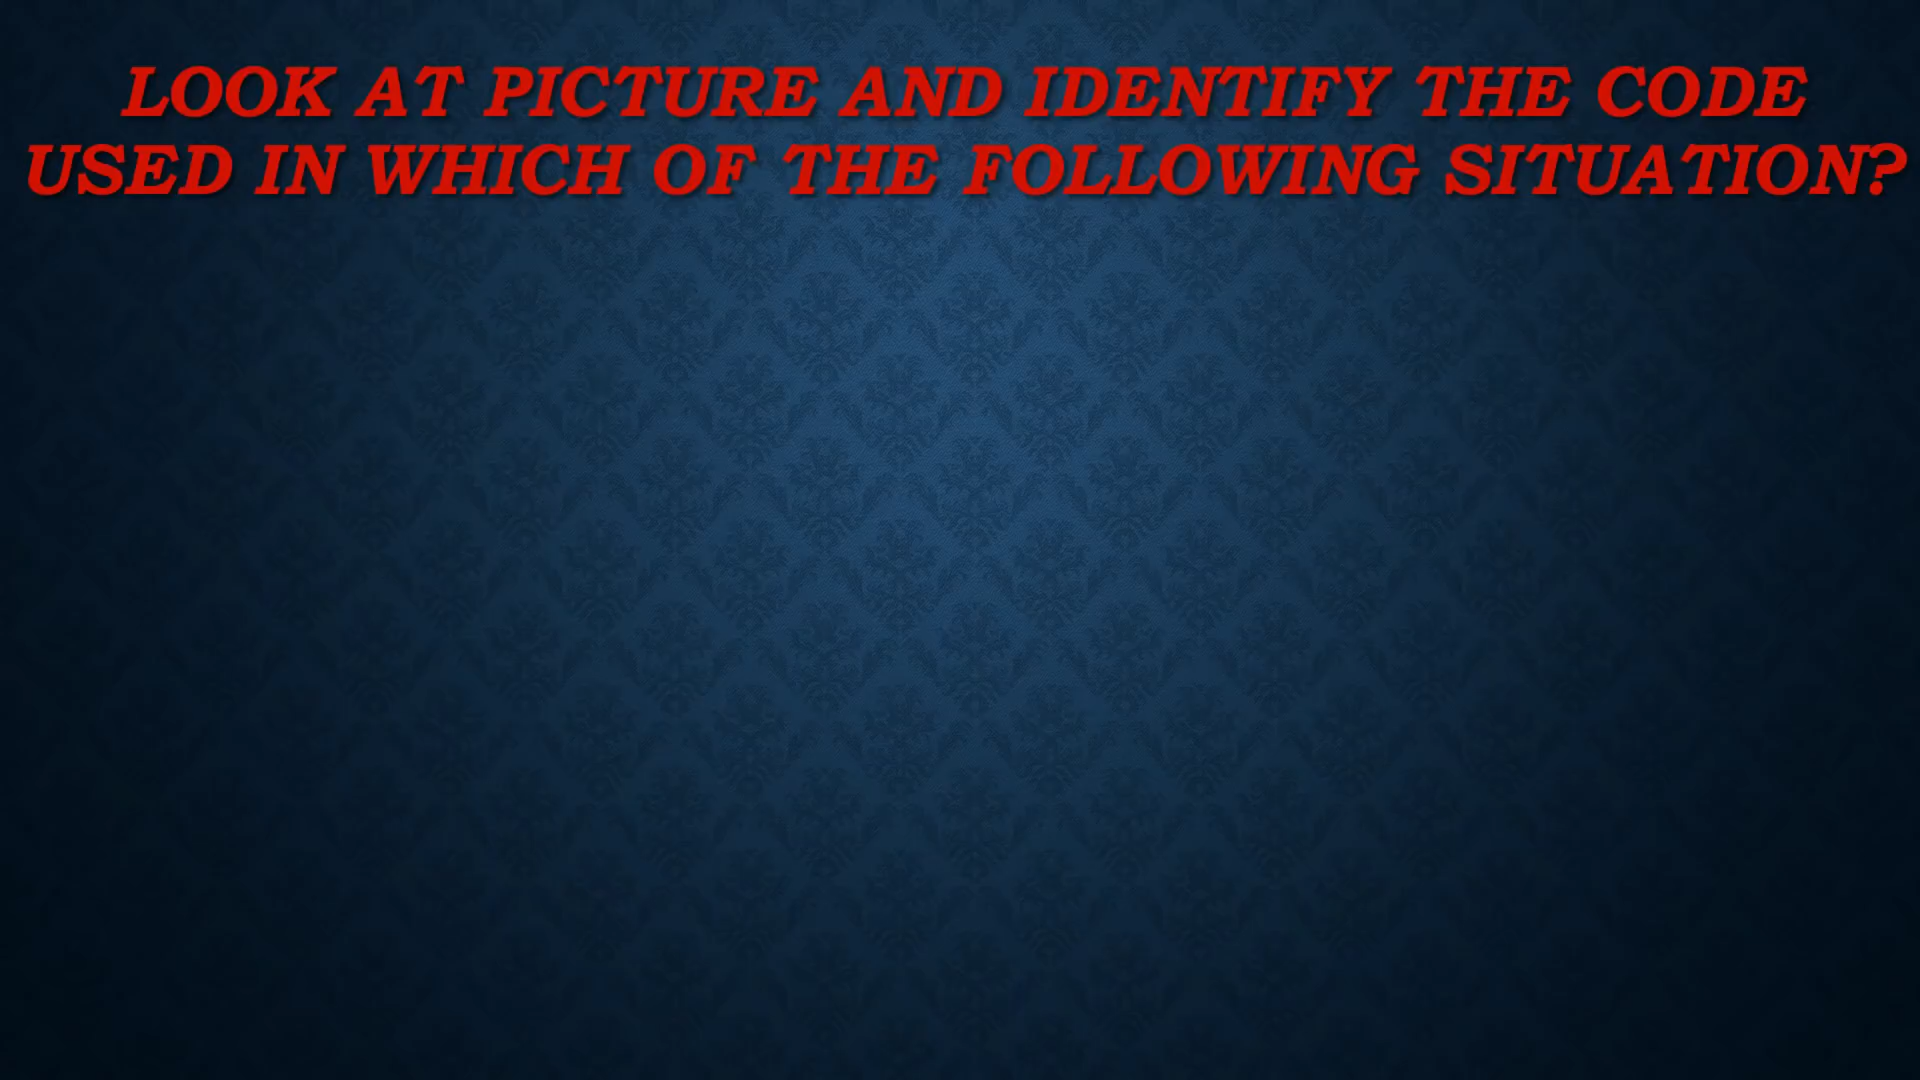 LOOK AT PICTURE AND IDENTIFY THE CODE
USED IN WHICH OF THE FOLLOWING SITUATION?